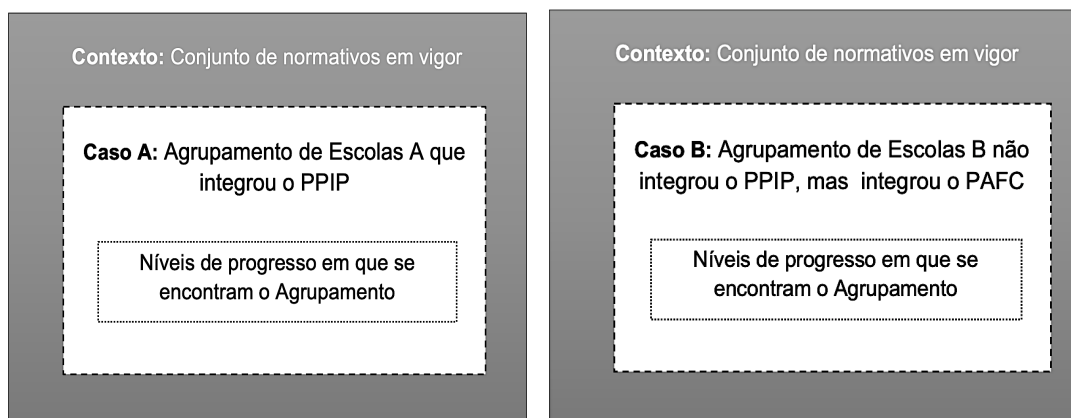 Contexto: Conjunto de normativos em vigor
Caso A: Agrupamento de Escolas A que
integrou o PPIP
Níveis de progresso em que se
encontram o Agrupamento
Contexto: Conjunto de normativos em vigor
Caso B: Agrupamento de Escolas B não
integrou o PPIP, mas integrou o PAFC
Níveis de progresso em que se
encontram o Agrupamento